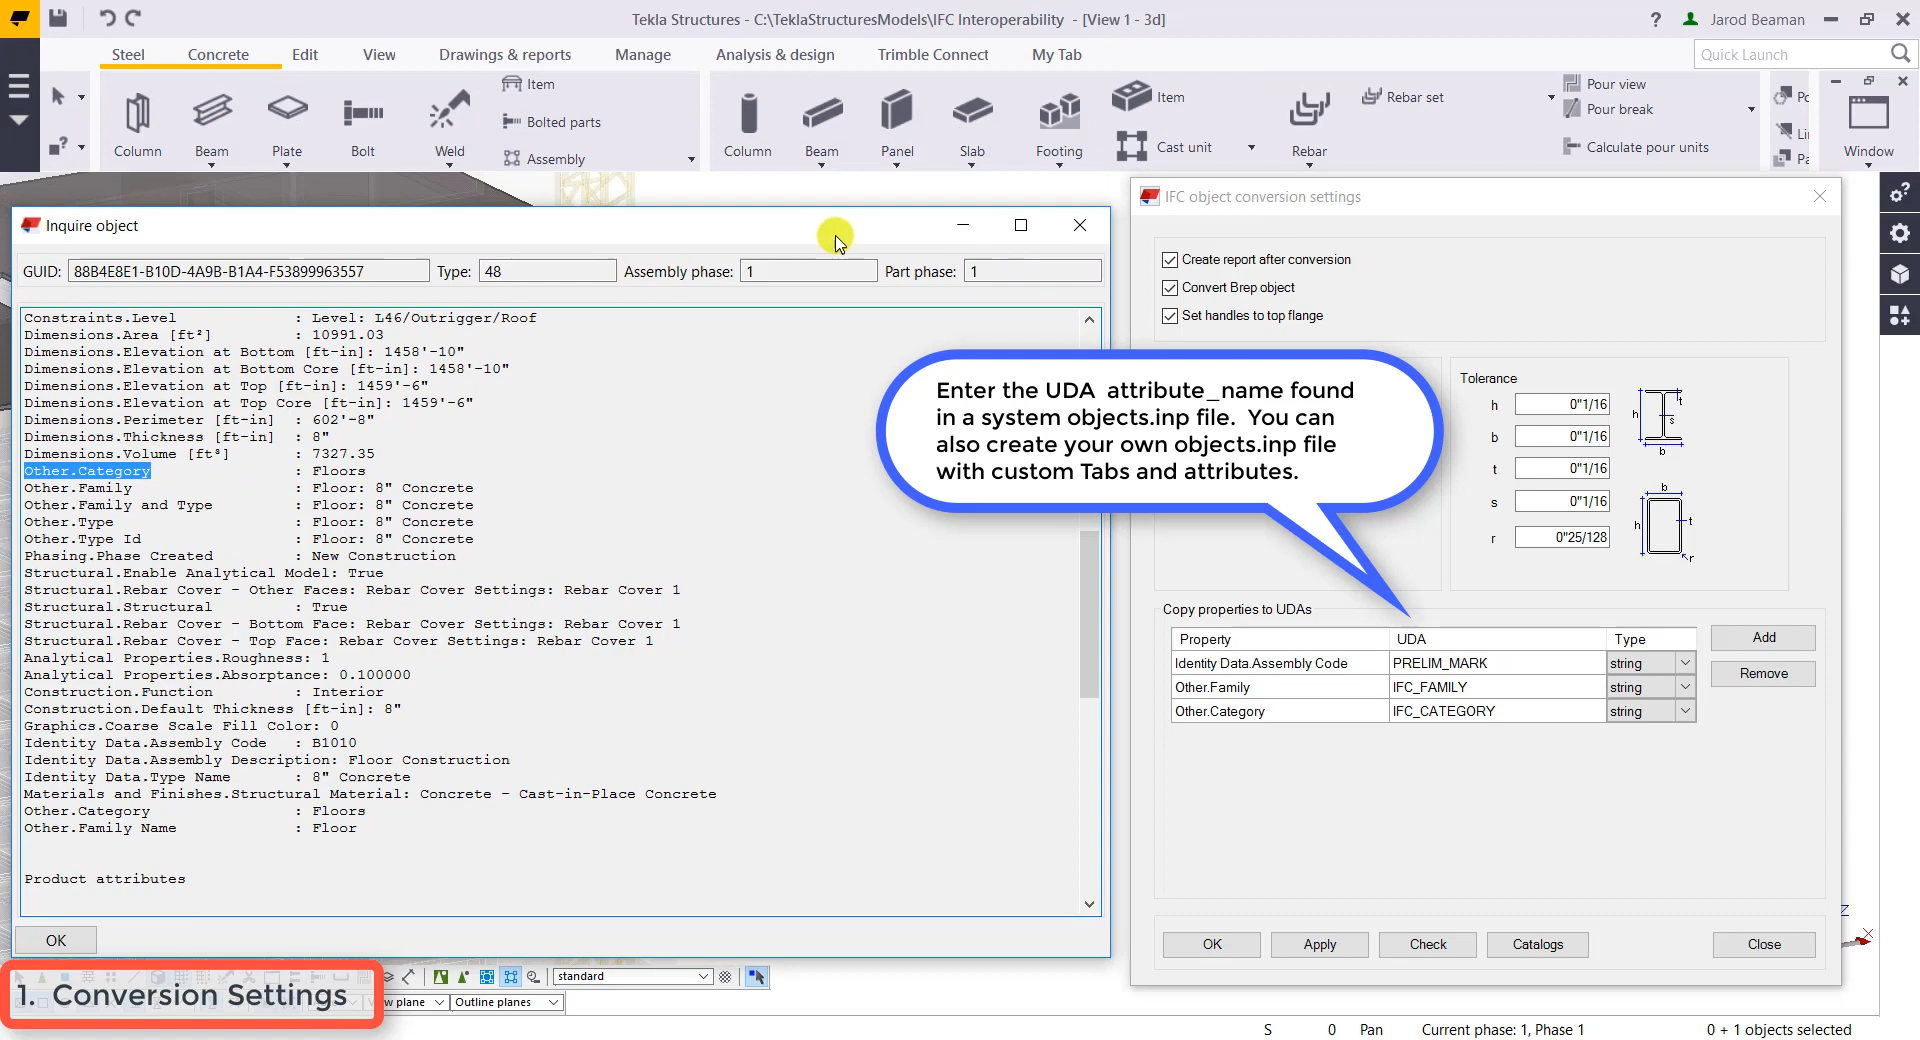 Tekla Structures - C:\TeklaStructuresModels\IFC Interoperability - [View 1 - 3d]
? Jarod Beaman
Steel Concrete Edit View Drawings & reports Manage Analysis & design Trimble Connect My Tab
Quick Launch
Column Beam Plate Bolt Weld
Item
Bolted parts
Assembly
Column Beam Panel Slab Footing
Item
Cast unit
Rebar
Rebar set
Pour view
Pour break
Calculate pour units
Window
Inquire object
GUID: 88B4E8E1-B10D-4A9B-B1A4-F53899963557 Type: 48 Assembly phase: 1 Part phase: 1
Constraints.Level : Level: L46/Outrigger/Roof
Dimensions.Area [ft²] : 10991.03
Dimensions.Elevation at Bottom [ft-in]: 1458'-10"
Dimensions.Elevation at Bottom Core [ft-in]: 1458'-10"
Dimensions.Elevation at Top [ft-in]: 1459'-6"
Dimensions.Elevation at Top Core [ft-in]: 1459'-6"
Dimensions.Perimeter [ft-in] : 602'-8"
Dimensions.Thickness [ft-in] : 8"
Dimensions.Volume [ft³] : 7327.35
Other.Category : Floors
Other.Family : Floor: 8" Concrete
Other.Family and Type : Floor: 8" Concrete
Other.Type : Floor: 8" Concrete
Other.Type Id : Floor: 8" Concrete
Phasing.Phase Created : New Construction
Structural.Enable Analytical Model: True
Structural.Rebar Cover - Other Faces: Rebar Cover Settings: Rebar Cover 1
Structural.Structural : True
Structural.Rebar Cover - Bottom Face: Rebar Cover Settings: Rebar Cover 1
Structural.Rebar Cover - Top Face: Rebar Cover Settings: Rebar Cover 1
Analytical Properties.Roughness: 1
Analytical Properties.Absorptance: 0.100000
Construction.Function : Interior
Construction.Default Thickness [ft-in]: 8"
Graphics.Coarse Scale Fill Color: 0
Identity Data.Assembly Code : B1010
Identity Data.Assembly Description: Floor Construction
Identity Data.Type Name : 8" Concrete
Materials and Finishes.Structural Material: Concrete - Cast-in-Place Concrete
Other.Category : Floors
Other.Family Name : Floor
Product attributes
OK
IFC object conversion settings
Create report after conversion
Convert Brep object
Set handles to top flange
Enter the UDA attribute_name found
in a system objects.inp file. You can
also create your own objects.inp file
with custom Tabs and attributes.
Tolerance
h 0"1/16
b 0"1/16
t 0"1/16
s 0"1/16
r 0"25/128
h t s b
b h t r
Copy properties to UDAs
Property UDA Type
Identity Data.Assembly Code PRELIM_MARK string
Other.Family IFC_FAMILY string
Other.Category IFC_CATEGORY string
Add
Remove
OK Apply Check Catalogs Close
Z
X
standard
plane Outline planes
1. Conversion Settings
S 0 Pan Current phase: 1, Phase 1 0 + 1 objects selected